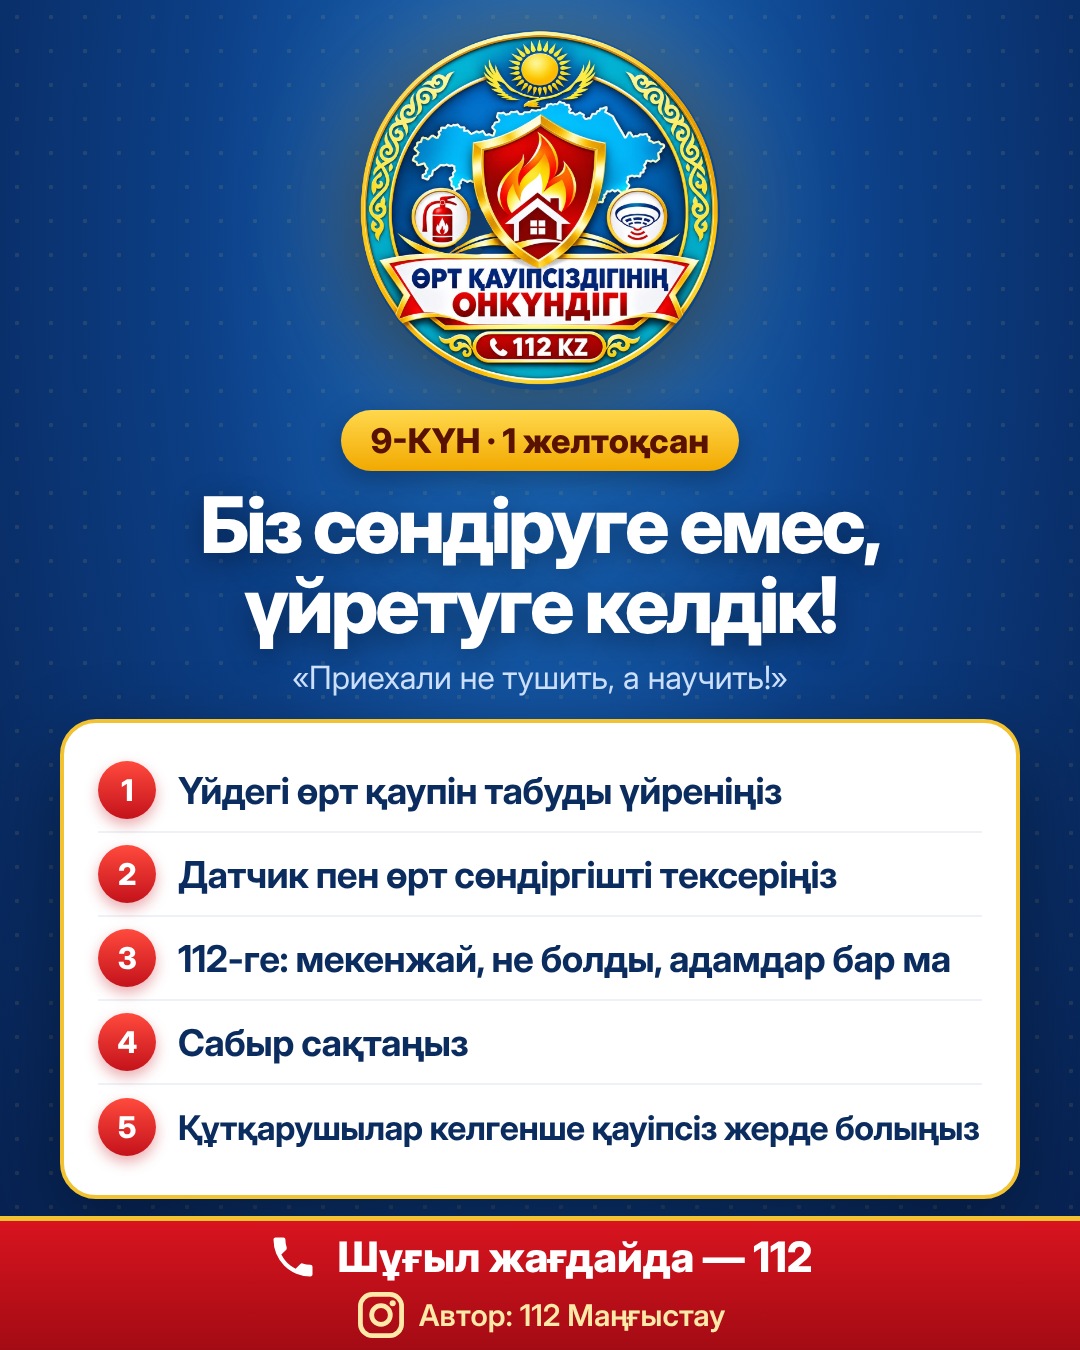 ӨРТ ҚАУІПСІЗДІГІНІҢ
ОНКҮНДІГІ
112 KZ
9-КҮН · 1 желтоқсан
Біз сөндіруге емес,
үйретуге келдік!
«Приехали не тушить, а научить!»
1 Үйдегі өрт қаупін табуды үйреніңіз
2 Датчик пен өрт сөндіргішті тексеріңіз
3 112-ге: мекенжай, не болды, адамдар бар ма
4 Сабыр сақтаңыз
5 Құтқарушылар келгенше қауіпсіз жерде болыңыз
Шұғыл жағдайда — 112
Автор: 112 Маңғыстау